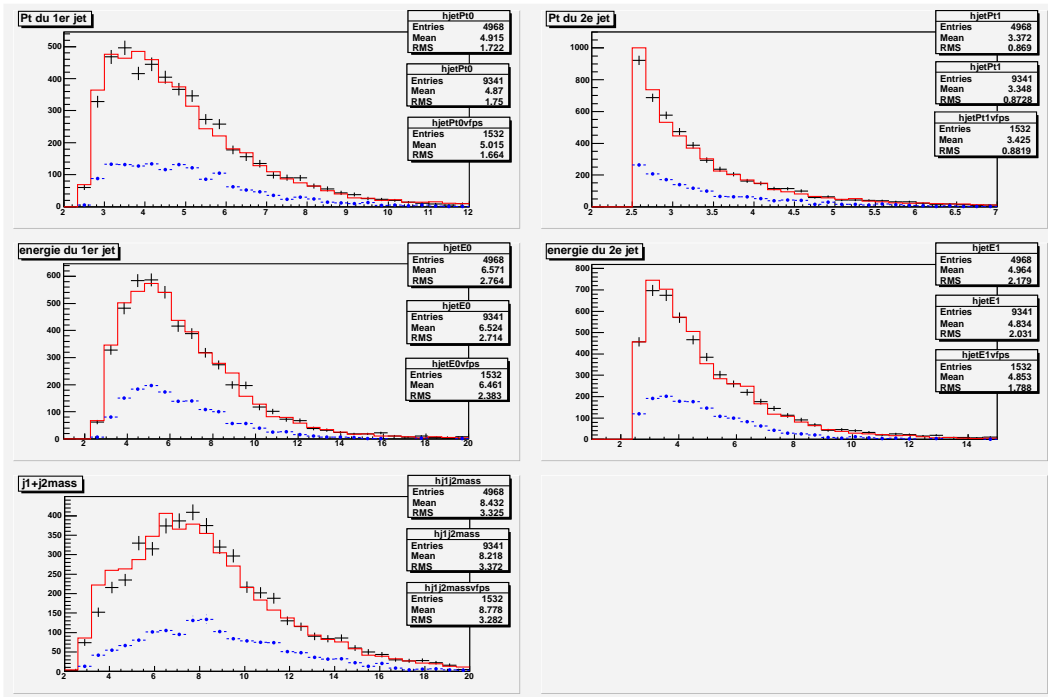 Pt du 1er jet
hjetPt0
Entries 4968
Mean 4.915
RMS 1.722
hjetPt0
Entries 9341
Mean 4.87
RMS 1.75
hjetPt0vfps
Entries 1532
Mean 5.015
RMS 1.664
500
400
300
200
100
0
2 3 4 5 6 7 8 9 10 11 12
Pt du 2e jet
hjetPt1
Entries 4968
Mean 3.372
RMS 0.869
hjetPt1
Entries 9341
Mean 3.348
RMS 0.8728
hjetPt1vfps
Entries 1532
Mean 3.425
RMS 0.8819
1000
800
600
400
200
0
2 2.5 3 3.5 4 4.5 5 5.5 6 6.5 7
energie du 1er jet
hjetE0
Entries 4968
Mean 6.571
RMS 2.764
hjetE0
Entries 9341
Mean 6.524
RMS 2.714
hjetE0vfps
Entries 1532
Mean 6.461
RMS 2.383
600
500
400
300
200
100
0
2 4 6 8 10 12 14 16 18 20
energie du 2e jet
hjetE1
Entries 4968
Mean 4.964
RMS 2.179
hjetE1
Entries 9341
Mean 4.834
RMS 2.031
hjetE1vfps
Entries 1532
Mean 4.853
RMS 1.788
800
700
600
500
400
300
200
100
0
2 4 6 8 10 12 14
j1+j2mass
hj1j2mass
Entries 4968
Mean 8.432
RMS 3.325
hj1j2mass
Entries 9341
Mean 8.218
RMS 3.372
hj1j2massvfps
Entries 1532
Mean 8.778
RMS 3.282
400
350
300
250
200
150
100
50
0
2 4 6 8 10 12 14 16 18 20